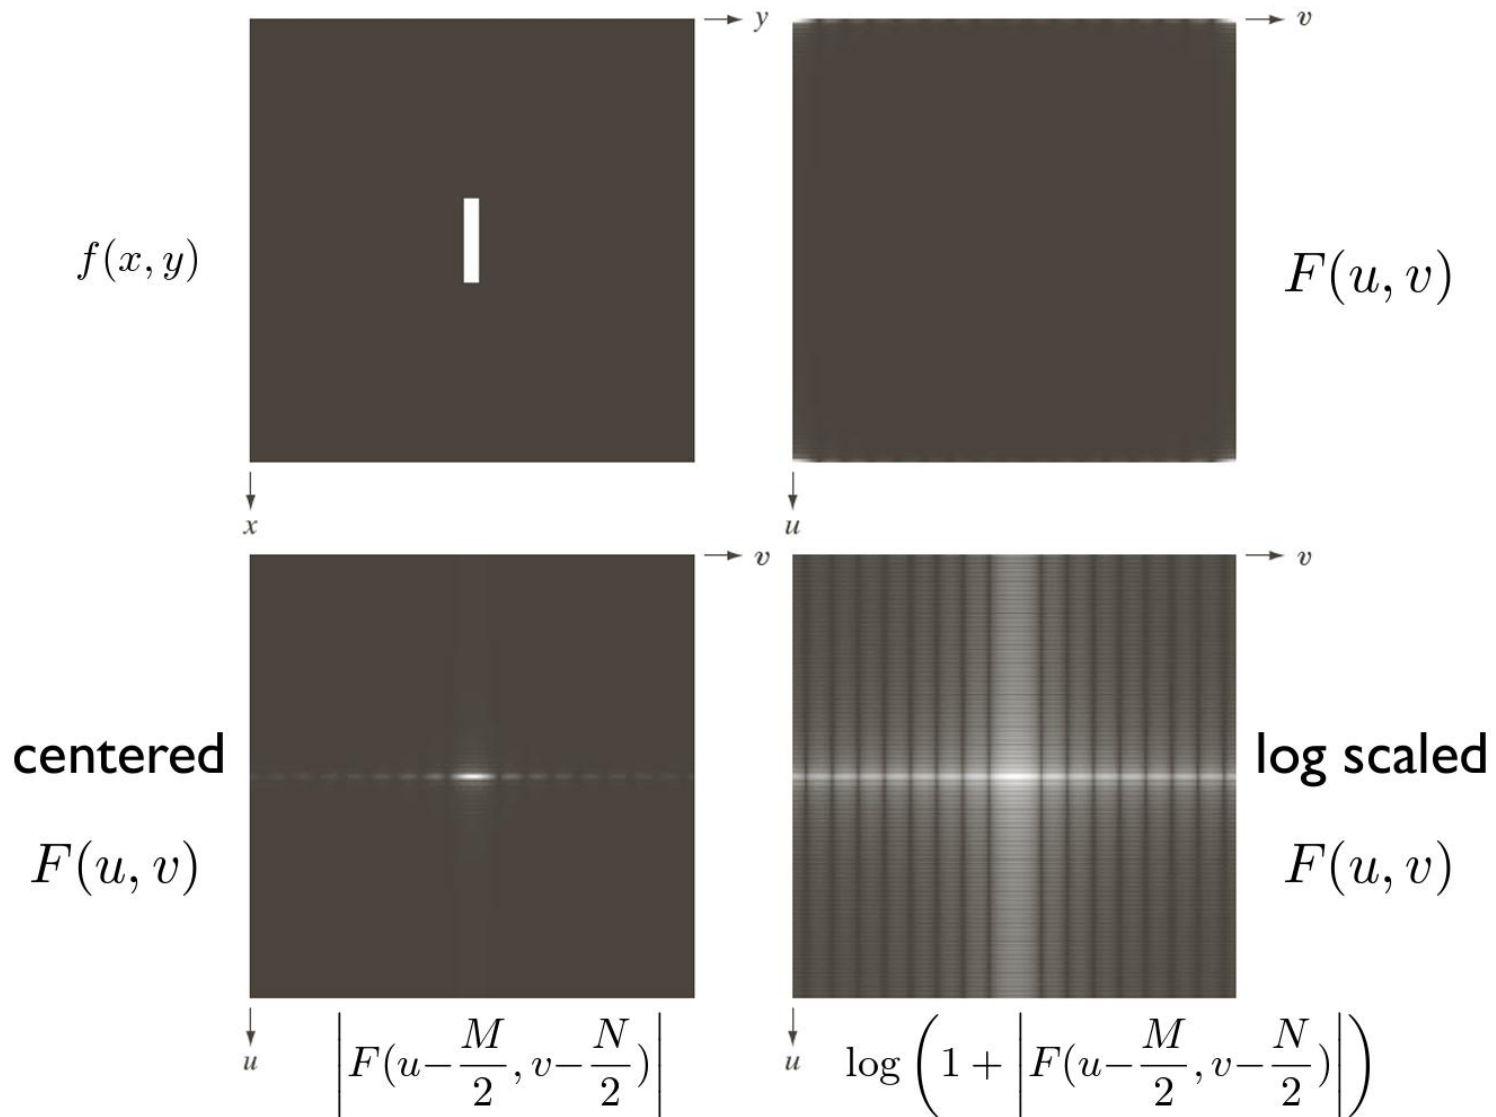 y
v
f(x, y)
F(u, v)
x
u
v
v
centered
log scaled
F(u, v)
F(u, v)
u
|F(u−M/2, v−N/2)|
u
log(1 + |F(u−M/2, v−N/2)|)